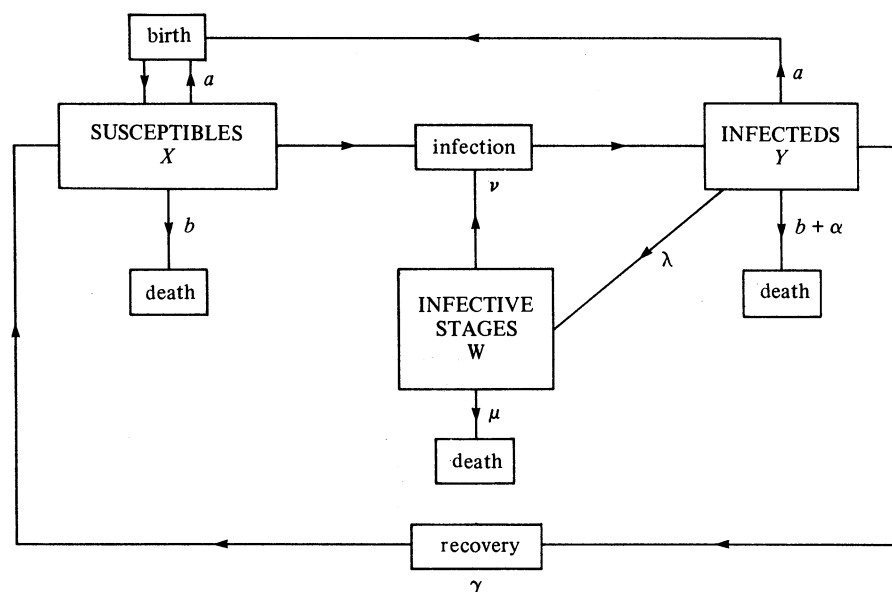 birth
a
a
SUSCEPTIBLES
X
infection
ν
INFECTEDS
Y
b
b + α
λ
death
death
INFECTIVE
STAGES
W
μ
death
recovery
γ